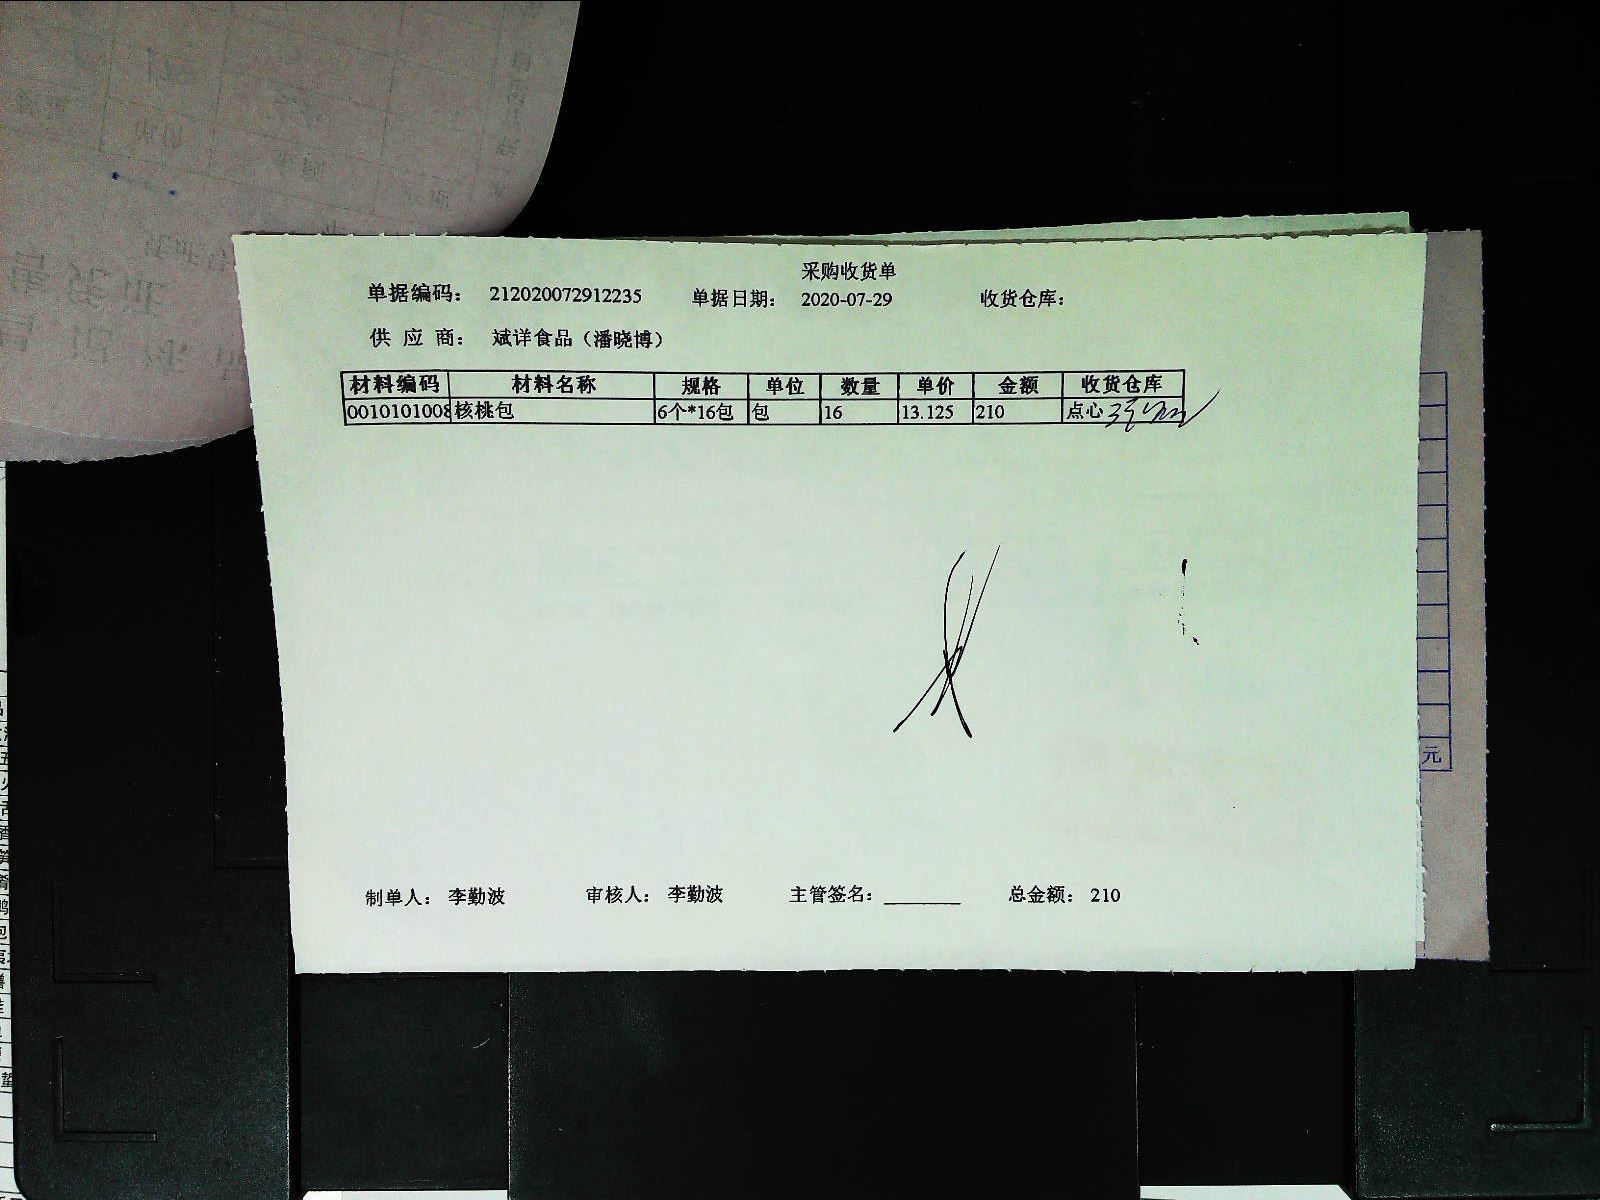 采购收货单
单据编码： 212020072912235 单据日期： 2020-07-29 收货仓库：
供 应 商： 斌详食品（潘晓博）
材料编码 材料名称 规格 单位 数量 单价 金额 收货仓库
0010101008 核桃包 6个*16包 包 16 13.125 210 点心
制单人： 李勤波 审核人： 李勤波 主管签名： 总金额： 210
元